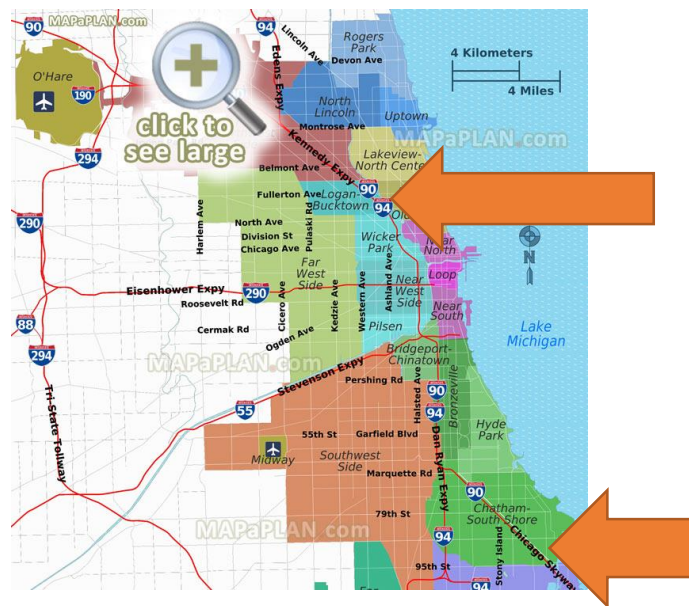 MAPaPLAN.com
90
94
Lincoln Ave
Rogers
Park
Devon Ave
4 Kilometers
4 Miles
Edens Expy
O'Hare
190
North
Lincoln
Uptown
Montrose Ave
MAPaPLAN.com
click to
see large
Kennedy Expy
Lakeview-
North Center
294
Belmont Ave
90
Fullerton Ave
Logan-
Bucktown
94
Harlem Ave
Pulaski Rd
290
North Ave
Division St
Chicago Ave
Wicker
Park
Near
North
Far
West
Side
Ashland Ave
Near
West
Side
Loop
Eisenhower Expy
290
Roosevelt Rd
Cicero Ave
Kedzie Ave
Western Ave
Near
South
88
Cermak Rd
Ogden Ave
Pilsen
Lake
Michigan
294
MAPaPLAN.com
Bridgeport-
Chinatown
Stevenson Expy
Pershing Rd
Halsted Ave
90
Bronzeville
Tri State Tollway
55
94
Hyde
Park
55th St
Garfield Blvd
Dan Ryan Expy
Midway
Southwest
Side
Marquette Rd
90
79th St
Chatham-
South Shore
MAPaPLAN.com
94
Stony Island
Chicago Skyway
95th St
94